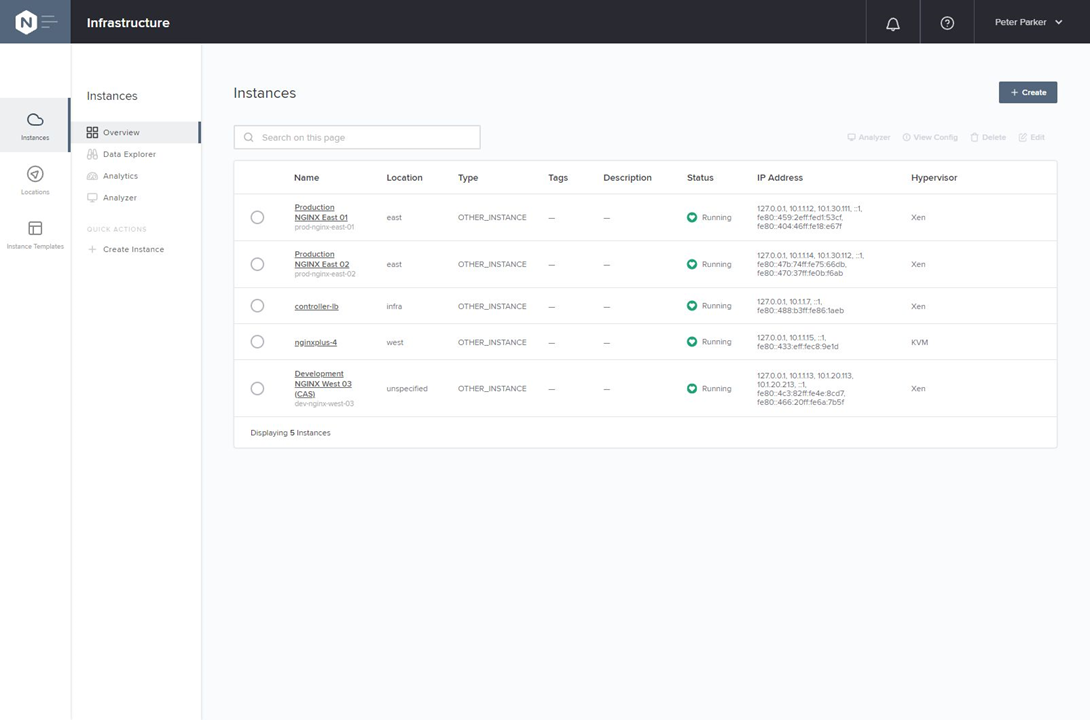 N
Infrastructure
Peter Parker
Instances
Locations
Instance Templates
Instances
Overview
Data Explorer
Analytics
Analyzer
QUICK ACTIONS
Create Instance
Instances
Create
Search on this page
Analyzer View Config Delete Edit
Name Location Type Tags Description Status IP Address Hypervisor
Production
NGINX East 01
prod-nginx-east-01
east OTHER_INSTANCE — — Running
127.0.0.1, 10.1.1.12, 10.1.30.111, ::1,
fe80::459:2eff:fed1:53cf,
fe80::404:46ff:fe18:e67f
Xen
Production
NGINX East 02
prod-nginx-east-02
east OTHER_INSTANCE — — Running
127.0.0.1, 10.1.1.14, 10.1.30.112, ::1,
fe80::47b:74ff:fe75:66db,
fe80::470:37ff:fe0b:f6ab
Xen
controller-lb
infra OTHER_INSTANCE — — Running
127.0.0.1, 10.1.1.7, ::1,
fe80::488:b3ff:fe86:1aeb
Xen
nginxplus-4
west OTHER_INSTANCE — — Running
127.0.0.1, 10.1.1.15, ::1,
fe80::433:eff:fec8:9e1d
KVM
Development
NGINX West 03
(CAS)
dev-nginx-west-03
unspecified OTHER_INSTANCE — — Running
127.0.0.1, 10.1.1.13, 10.1.20.113,
10.1.20.213, ::1,
fe80::4c3:82ff:fe4e:8cd7,
fe80::466:20ff:fe6a:7b5f
Xen
Displaying 5 Instances